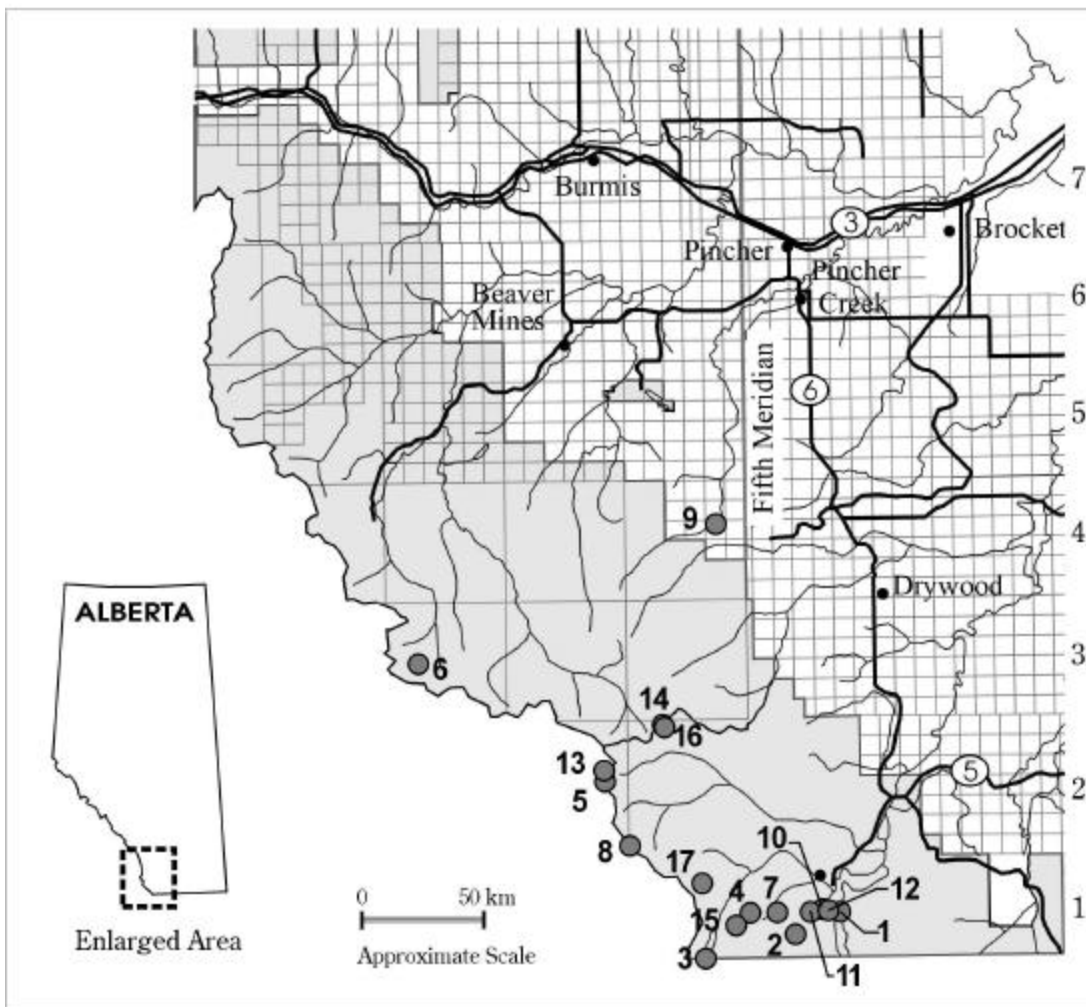 7
Burmis
3
Pincher
Brocket
Pincher
Creek
6
Beaver
Mines
Fifth Meridian
6
5
9
4
Drywood
ALBERTA
6
3
14
16
13
5
5
2
10
8
17
12
4
7
15
1
1
2
3
11
0
50 km
Enlarged Area
Approximate Scale